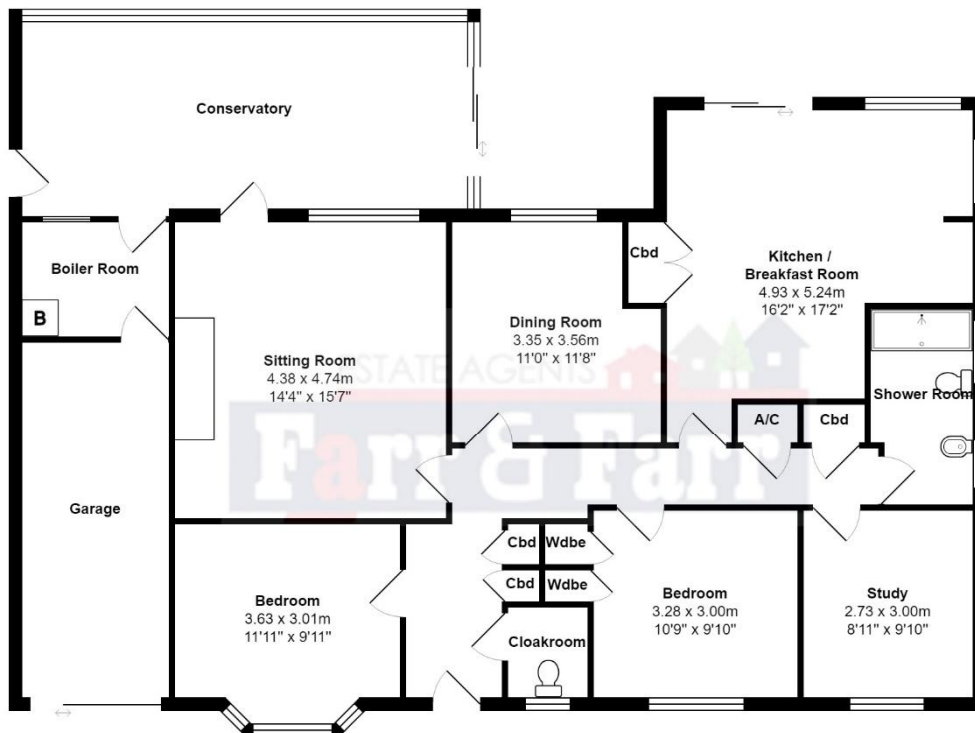 Conservatory
Boiler Room
B
Sitting Room
4.38 x 4.74m
14'4" x 15'7"
Dining Room
3.35 x 3.56m
11'0" x 11'8"
Cbd
Kitchen /
Breakfast Room
4.93 x 5.24m
16'2" x 17'2"
ESTATE AGENTS
Farr & Farr
A/C
Cbd
Shower Room
Garage
Bedroom
3.63 x 3.01m
11'11" x 9'11"
Cbd
Wdbe
Cbd
Wdbe
Cloakroom
Bedroom
3.28 x 3.00m
10'9" x 9'10"
Study
2.73 x 3.00m
8'11" x 9'10"